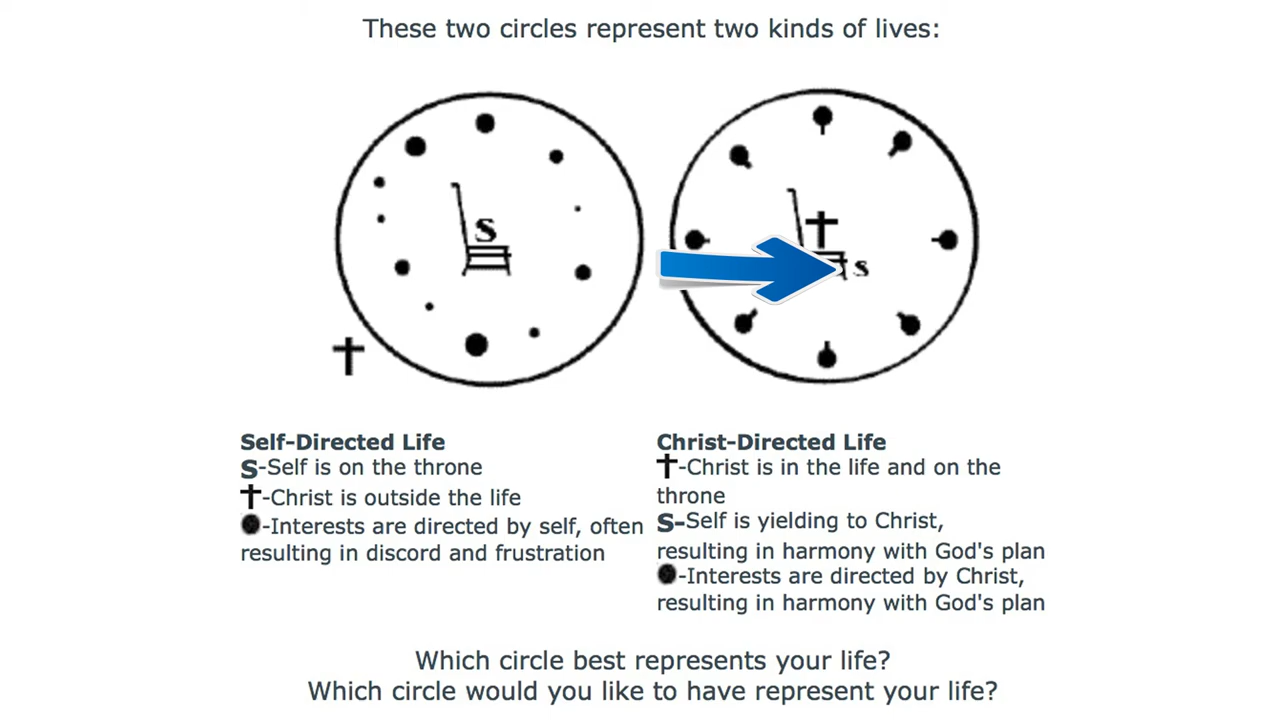 These two circles represent two kinds of lives:
S
S
Self-Directed Life
S-Self is on the throne
-Christ is outside the life
-Interests are directed by self, often
resulting in discord and frustration
Christ-Directed Life
-Christ is in the life and on the
throne
S-Self is yielding to Christ,
resulting in harmony with God's plan
-Interests are directed by Christ,
resulting in harmony with God's plan
Which circle best represents your life?
Which circle would you like to have represent your life?